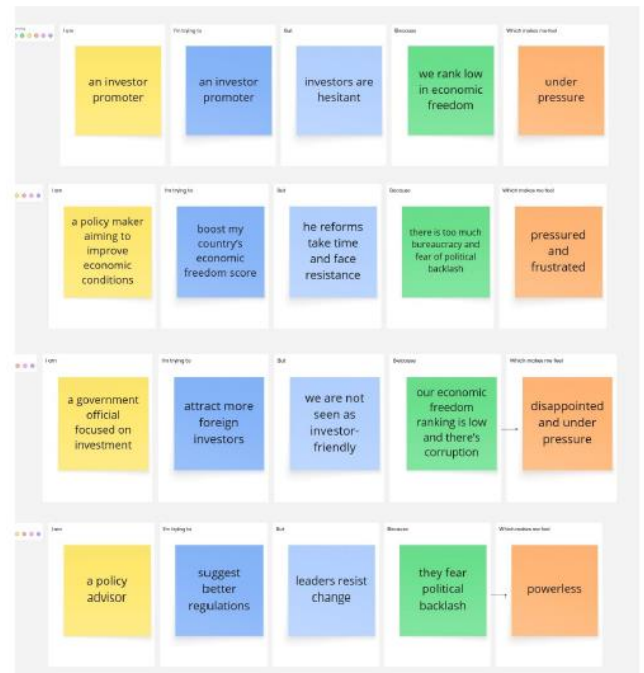 I am
I'm trying to
But
Because
Which makes me feel
an investor
promoter
an investor
promoter
investors are
hesitant
we rank low
in economic
freedom
under
pressure
I am
I'm trying to
But
Because
Which makes me feel
a policy maker
aiming to
improve
economic
conditions
boost my
country's
economic
freedom score
he reforms
take time
and face
resistance
there is too much
bureaucracy and
fear of political
backlash
pressured
and
frustrated
I am
I'm trying to
But
Because
Which makes me feel
a government
official
focused on
investment
attract more
foreign
investors
we are not
seen as
investor-
friendly
our economic
freedom
ranking is low
and there's
corruption
disappointed
and under
pressure
I am
I'm trying to
But
Because
Which makes me feel
a policy
advisor
suggest
better
regulations
leaders resist
change
they fear
political
backlash
powerless